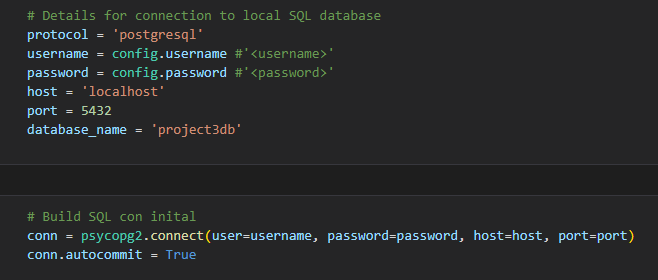 # Details for connection to local SQL database
protocol = 'postgresql'
username = config.username #'<username>'
password = config.password #'<password>'
host = 'localhost'
port = 5432
database_name = 'project3db'
# Build SQL con inital
conn = psycopg2.connect(user=username, password=password, host=host, port=port)
conn.autocommit = True